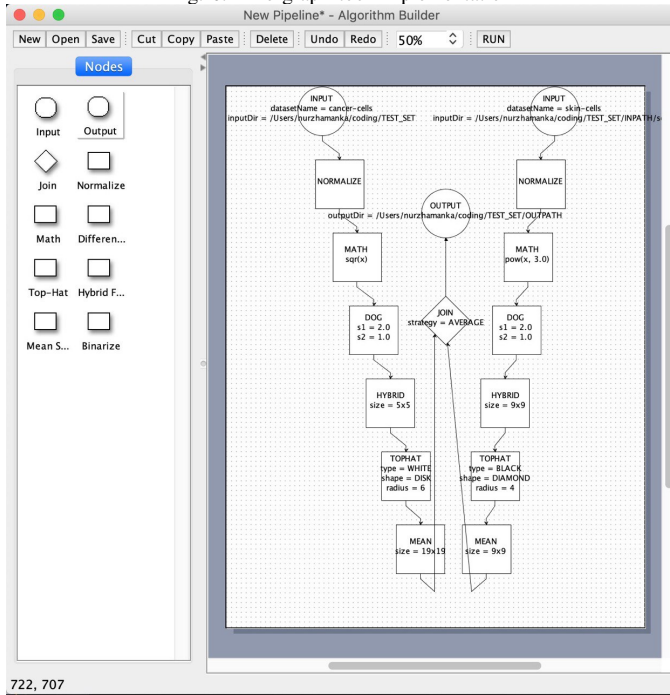 New Pipeline* - Algorithm Builder
New Open Save Cut Copy Paste Delete Undo Redo 50% RUN
Nodes
Input Output
Join Normalize
Math Differen...
Top-Hat Hybrid F...
Mean S... Binarize
INPUT
datasetName = cancer-cells
inputDir = /Users/nurzhamanka/coding/TEST_SET
NORMALIZE
MATH
sqr(x)
DOG
s1 = 2.0
s2 = 1.0
HYBRID
size = 5x5
TOPHAT
type = WHITE
shape = DISK
radius = 6
MEAN
size = 19x19
OUTPUT
outputDir = /Users/nurzhamanka/coding/TEST_SET/OUTPATH
JOIN
strategy = AVERAGE
INPUT
datasetName = skin-cells
inputDir = /Users/nurzhamanka/coding/TEST_SET/INPATH/s
NORMALIZE
MATH
pow(x, 3.0)
DOG
s1 = 2.0
s2 = 1.0
HYBRID
size = 9x9
TOPHAT
type = BLACK
shape = DIAMOND
radius = 4
MEAN
size = 9x9
722, 707